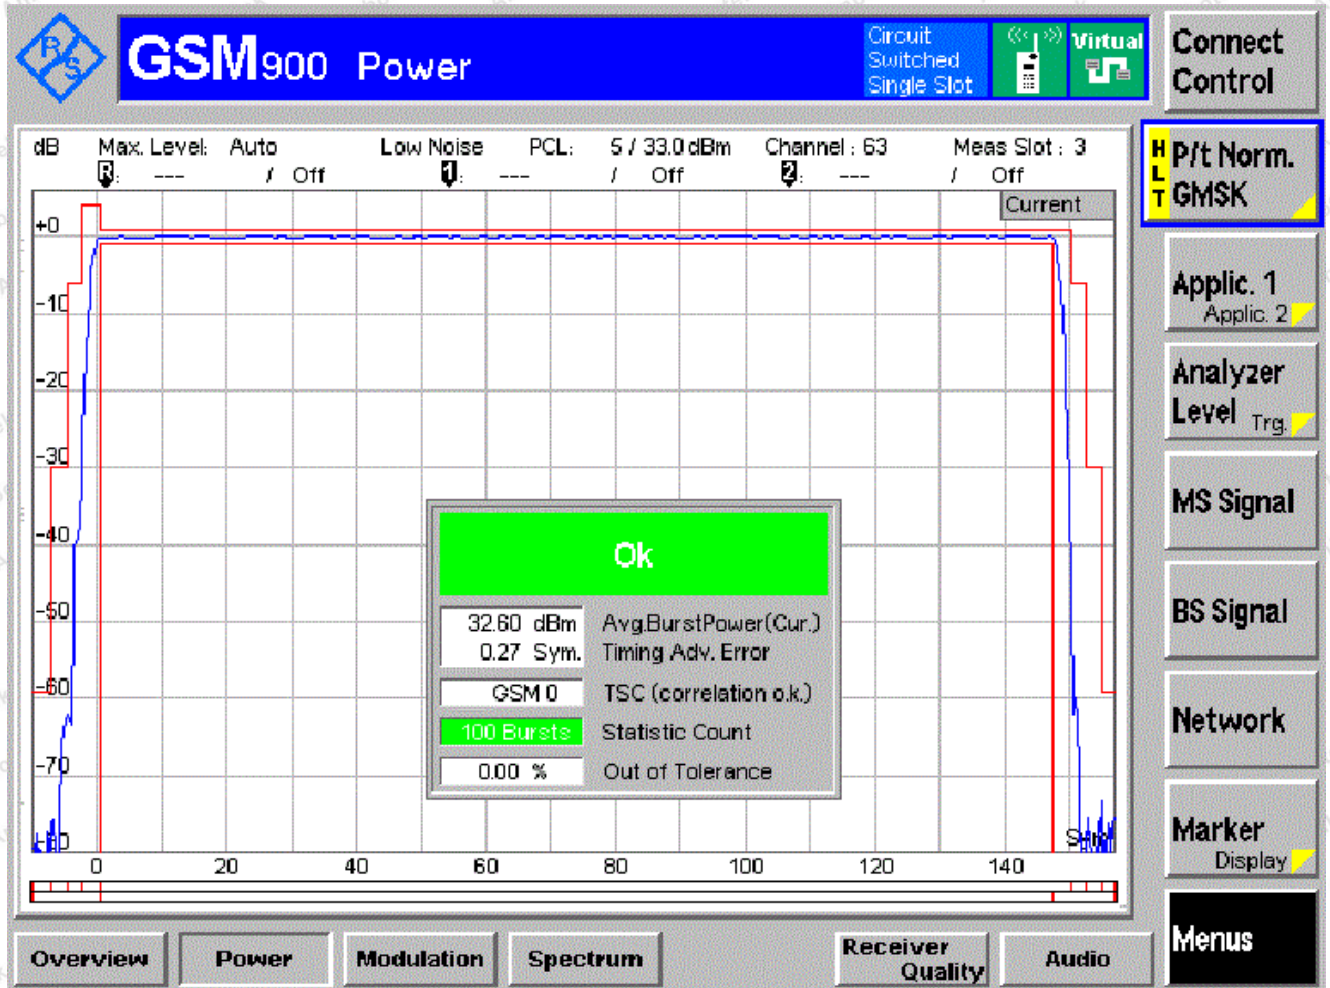 R/S
GSM900 Power
Circuit
Switched
Single Slot
Virtual
Connect
Control
dB Max. Level: Auto Low Noise PCL: 5 / 33.0 dBm Channel : 63 Meas Slot : 3
R: --- / Off 1: --- / Off 2: --- / Off
Current
+0
-10
-20
-30
-40
-50
-60
-70
0 20 40 60 80 100 120 140
Ok
32.60 dBm Avg.BurstPower(Cur.)
0.27 Sym. Timing Adv. Error
GSM 0 TSC (correlation o.k.)
100 Bursts Statistic Count
0.00 % Out of Tolerance
HLT
P/t Norm.
GMSK
Applic. 1
Applic. 2
Analyzer
Level Trg.
MS Signal
BS Signal
Network
Marker
Display
Menus
Overview Power Modulation Spectrum Receiver Quality Audio